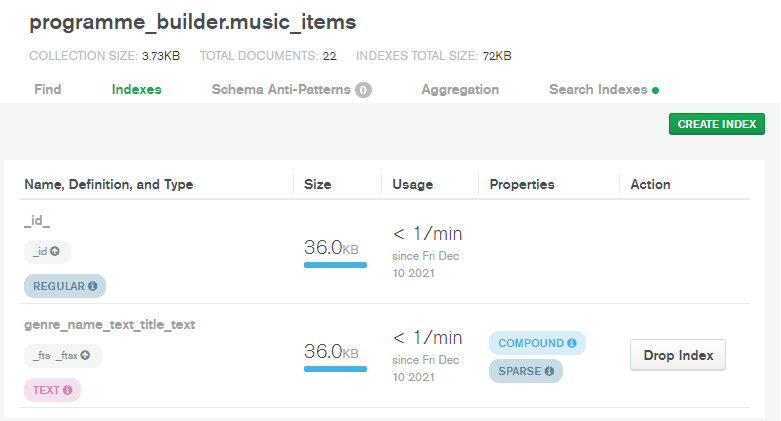 programme_builder.music_items
COLLECTION SIZE: 3.73KB TOTAL DOCUMENTS: 22 INDEXES TOTAL SIZE: 72KB
Find Indexes Schema Anti-Patterns 0 Aggregation Search Indexes
CREATE INDEX
Name, Definition, and Type Size Usage Properties Action
_id_
_id
REGULAR
36.0KB
< 1/min
since Fri Dec
10 2021
genre_name_text_title_text
_fts _ftsx
TEXT
36.0KB
< 1/min
since Fri Dec
10 2021
COMPOUND
SPARSE
Drop Index